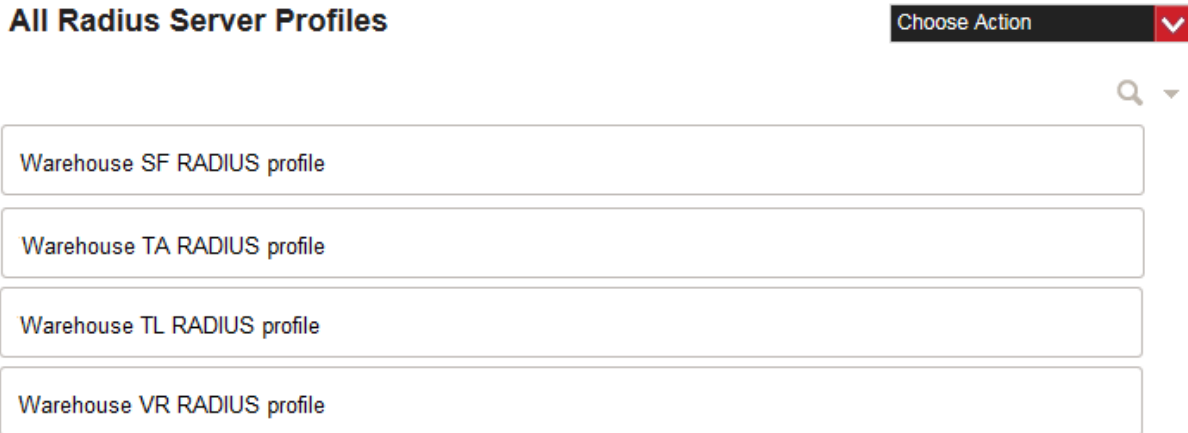 All Radius Server Profiles
Choose Action
Warehouse SF RADIUS profile
Warehouse TA RADIUS profile
Warehouse TL RADIUS profile
Warehouse VR RADIUS profile